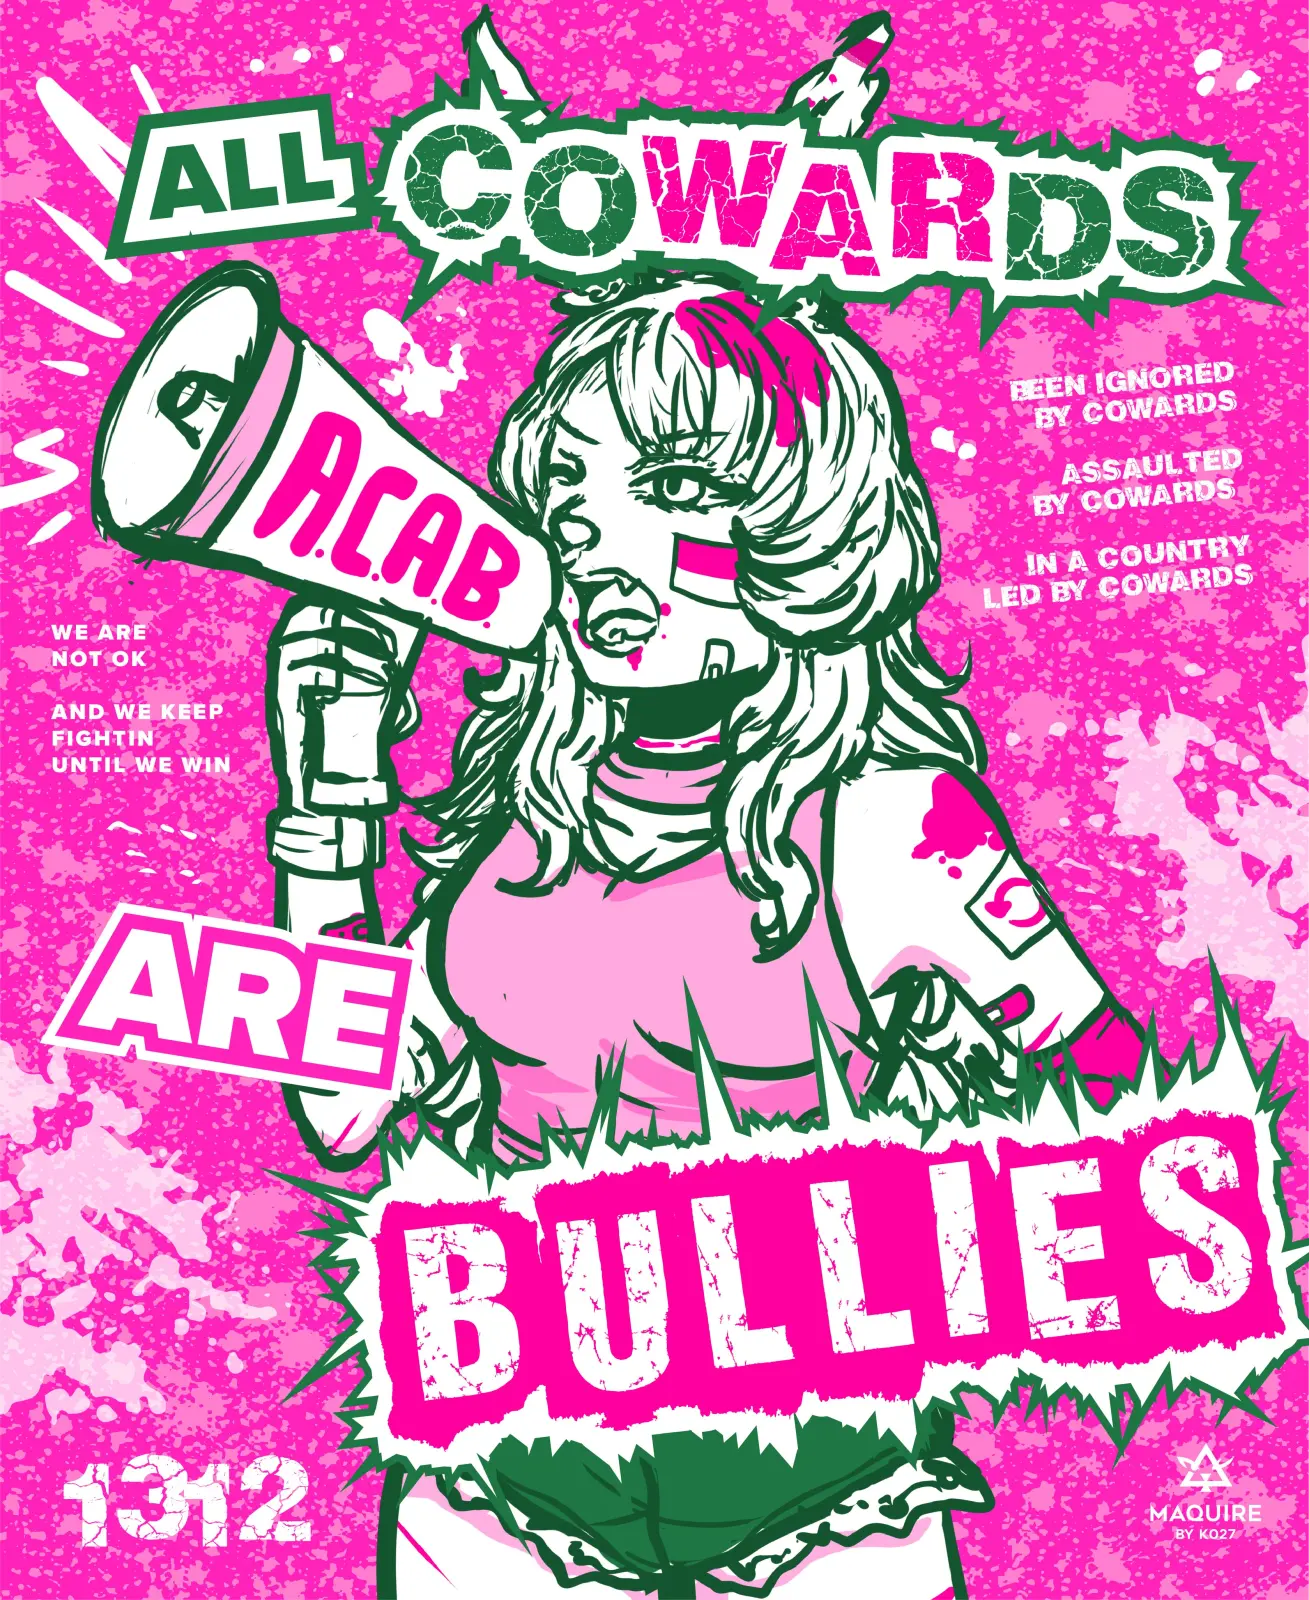 ALL COWARDS
BEEN IGNORED
BY COWARDS
ASSAULTED
BY COWARDS
IN A COUNTRY
LED BY COWARDS
A.C.A.B.
WE ARE
NOT OK
AND WE KEEP
FIGHTIN
UNTIL WE WIN
ARE
BULLIES
1312
MAQUIRE
BY KO27